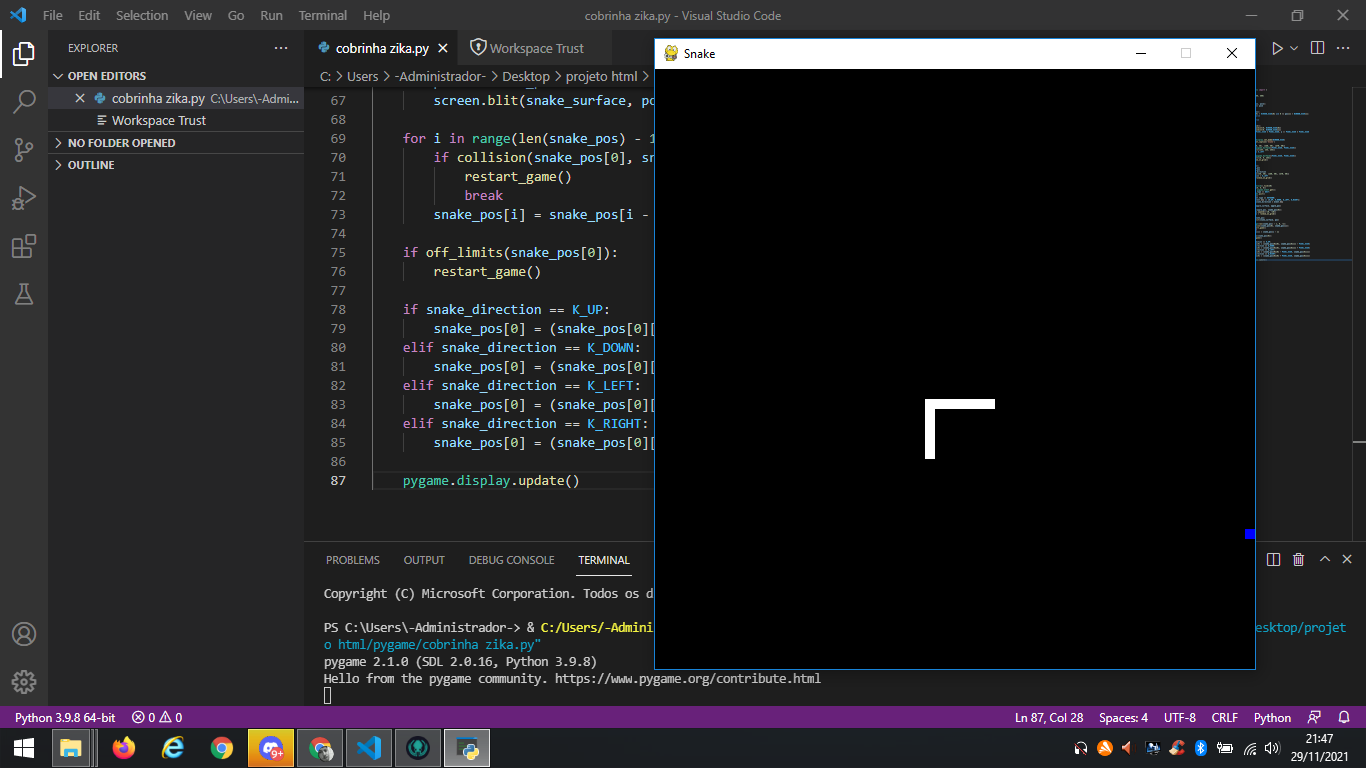 File Edit Selection View Go Run Terminal Help cobrinha zika.py - Visual Studio Code
EXPLORER
OPEN EDITORS
cobrinha zika.py C:\Users\-Admi...
Workspace Trust
NO FOLDER OPENED
OUTLINE
cobrinha zika.py Workspace Trust
C: > Users > -Administrador- > Desktop > projeto html >
67 screen.blit(snake_surface, po
68
69 for i in range(len(snake_pos) - 1
70 if collision(snake_pos[0], sn
71 restart_game()
72 break
73 snake_pos[i] = snake_pos[i -
74
75 if off_limits(snake_pos[0]):
76 restart_game()
77
78 if snake_direction == K_UP:
79 snake_pos[0] = (snake_pos[0][
80 elif snake_direction == K_DOWN:
81 snake_pos[0] = (snake_pos[0][
82 elif snake_direction == K_LEFT:
83 snake_pos[0] = (snake_pos[0][
84 elif snake_direction == K_RIGHT:
85 snake_pos[0] = (snake_pos[0][
86
87 pygame.display.update()
Snake
PROBLEMS OUTPUT DEBUG CONSOLE TERMINAL
Copyright (C) Microsoft Corporation. Todos os d
PS C:\Users\-Administrador-> & C:/Users/-Admini esktop/projet
o html/pygame/cobrinha zika.py"
pygame 2.1.0 (SDL 2.0.16, Python 3.9.8)
Hello from the pygame community. https://www.pygame.org/contribute.html
Python 3.9.8 64-bit 0 0 Ln 87, Col 28 Spaces: 4 UTF-8 CRLF Python
9+
21:47
29/11/2021